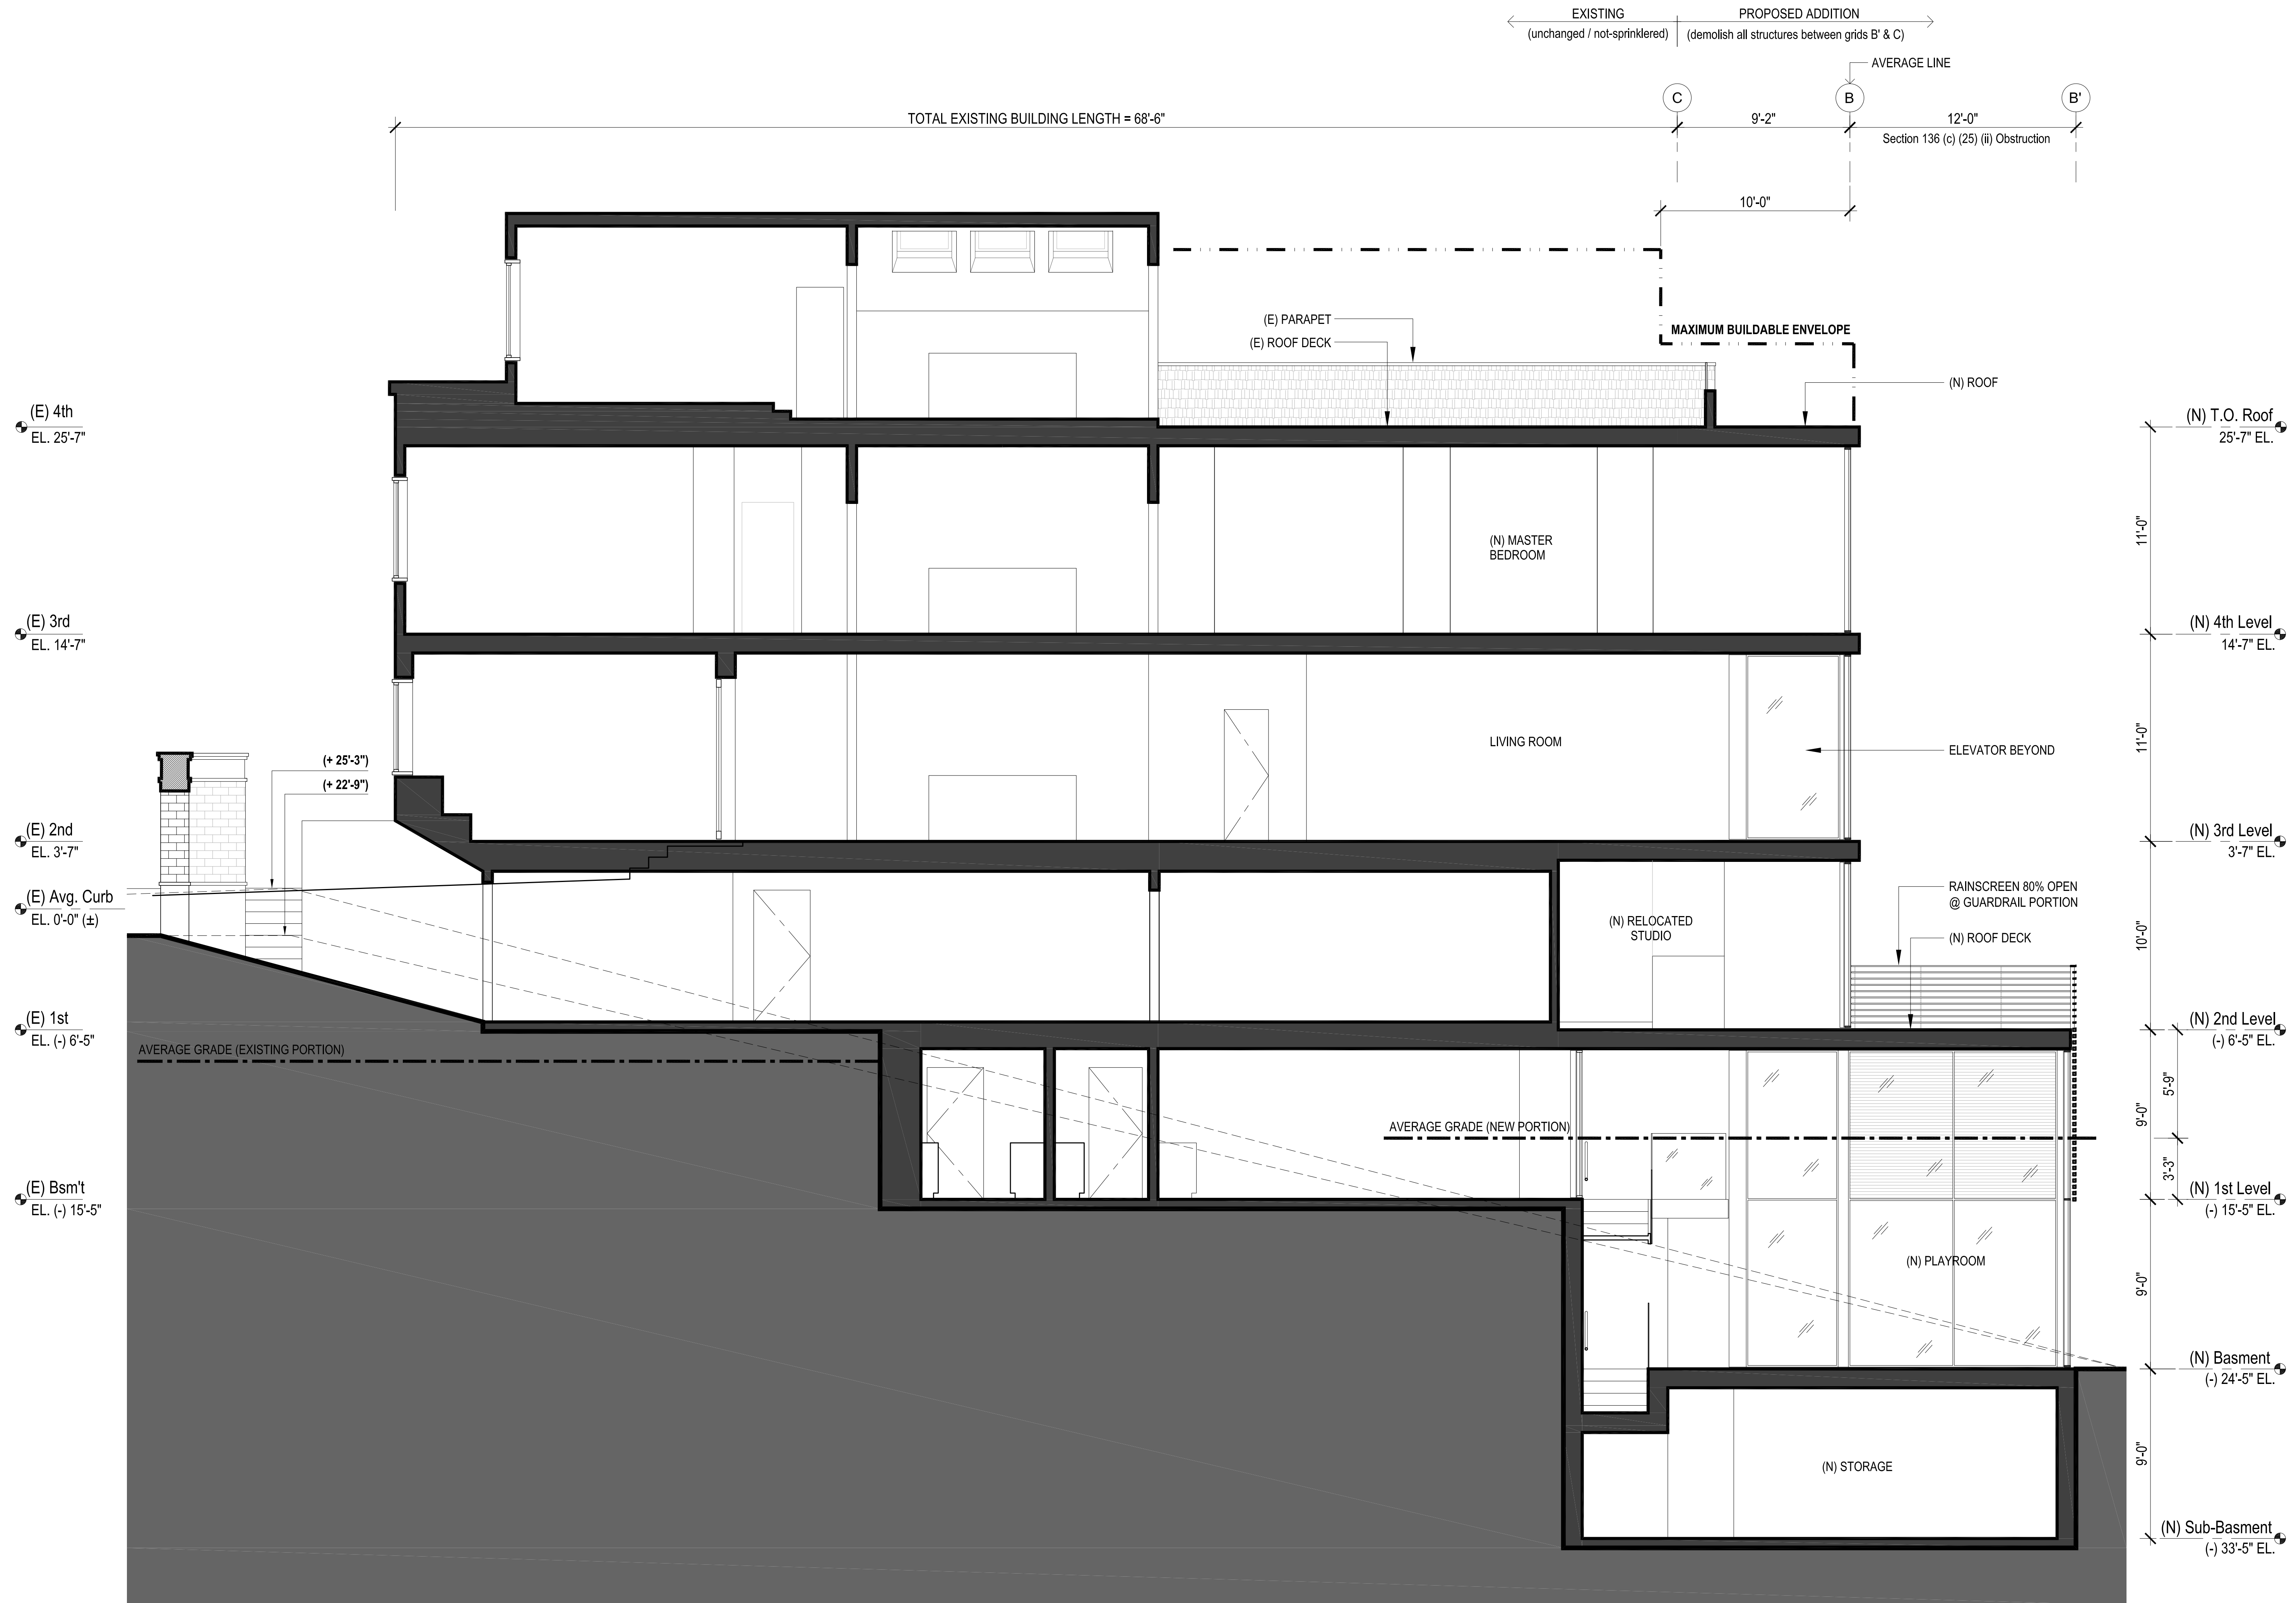 EXISTING
PROPOSED ADDITION
(unchanged / not-sprinklered)
(demolish all structures between grids B' & C)
AVERAGE LINE
C
B
B'
TOTAL EXISTING BUILDING LENGTH = 68'-6"
9'-2"
12'-0"
Section 136 (c) (25) (ii) Obstruction
10'-0"
(E) PARAPET
MAXIMUM BUILDABLE ENVELOPE
(E) ROOF DECK
(N) ROOF
(E) 4th
EL. 25'-7"
(N) T.O. Roof
25'-7" EL.
11'-0"
(N) MASTER
BEDROOM
(E) 3rd
EL. 14'-7"
(N) 4th Level
14'-7" EL.
11'-0"
LIVING ROOM
ELEVATOR BEYOND
(+ 25'-3")
(+ 22'-9")
(E) 2nd
EL. 3'-7"
(N) 3rd Level
3'-7" EL.
(E) Avg. Curb
EL. 0'-0" (±)
RAINSCREEN 80% OPEN
@ GUARDRAIL PORTION
(N) RELOCATED
STUDIO
(N) ROOF DECK
10'-0"
(E) 1st
EL. (-) 6'-5"
(N) 2nd Level
(-) 6'-5" EL.
AVERAGE GRADE (EXISTING PORTION)
5'-9"
9'-0"
AVERAGE GRADE (NEW PORTION)
3'-3"
(E) Bsm't
EL. (-) 15'-5"
(N) 1st Level
(-) 15'-5" EL.
(N) PLAYROOM
9'-0"
(N) Basment
(-) 24'-5" EL.
9'-0"
(N) STORAGE
(N) Sub-Basment
(-) 33'-5" EL.